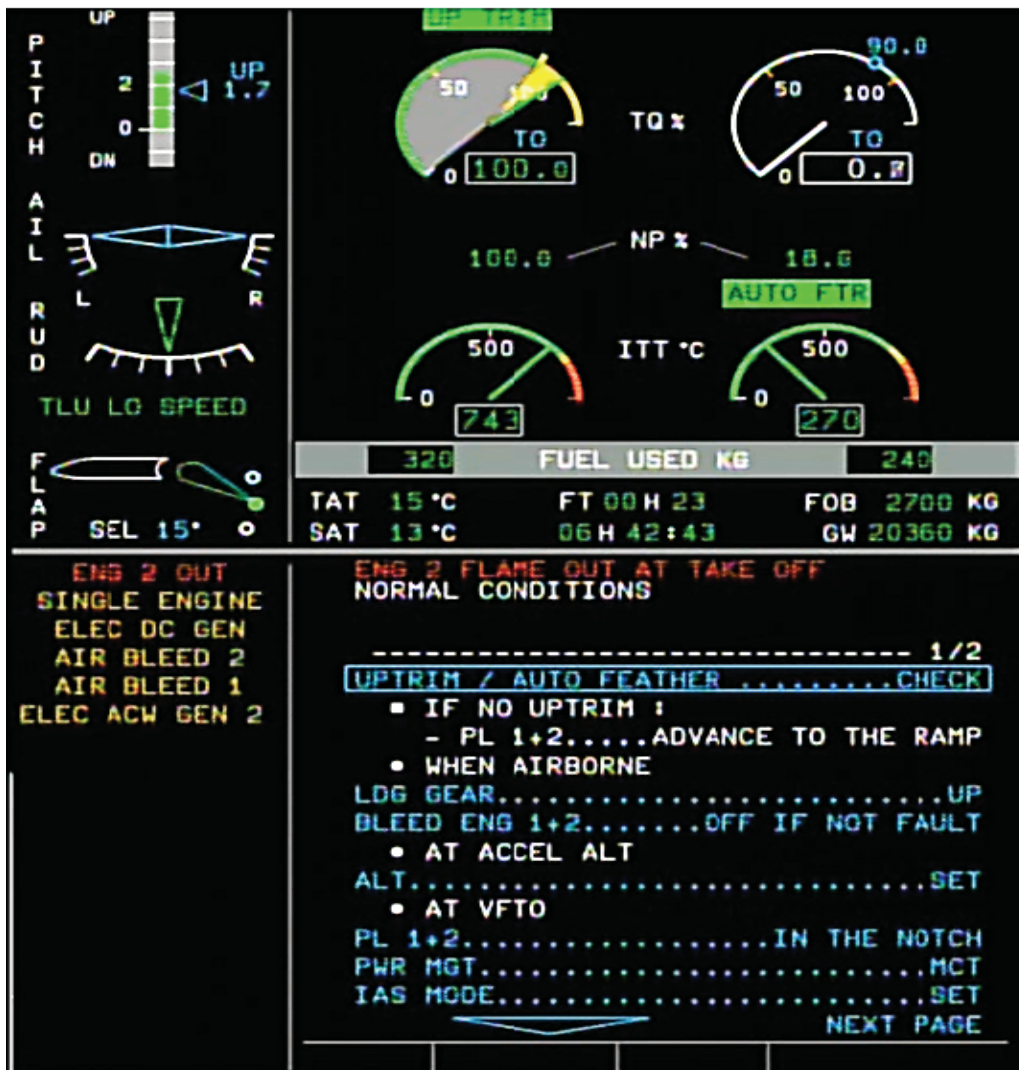 UP
PITCH
UP
1.7
2
0
DN
AIL
L R
RUD
TLU LO SPEED
FLAP
SEL 15°
UP TRIM
50 100
TO
0 100.0
TQ %
90.0
50 100
TO
0
NP %
100.0
AUTO FTR
ITT °C
500
0
743
500
0
270
320 FUEL USED KG 240
TAT 15 °C FT 00 H 23 FOB 2700 KG
SAT 13 °C 06 H 42:43 GW 20360 KG
ENG 2 OUT
SINGLE ENGINE
ELEC DC GEN
AIR BLEED 2
AIR BLEED 1
ELEC ACW GEN 2
ENG 2 FLAME OUT AT TAKE OFF
NORMAL CONDITIONS
---------------------------------- 1/2
UPTRIM / AUTO FEATHER .........CHECK
▪ IF NO UPTRIM :
- PL 1+2.....ADVANCE TO THE RAMP
• WHEN AIRBORNE
LDG GEAR............................UP
BLEED ENG 1+2.......OFF IF NOT FAULT
• AT ACCEL ALT
ALT................................SET
• AT VFTO
PL 1+2...................IN THE NOTCH
PWR MGT............................MCT
IAS MODE...........................SET
NEXT PAGE